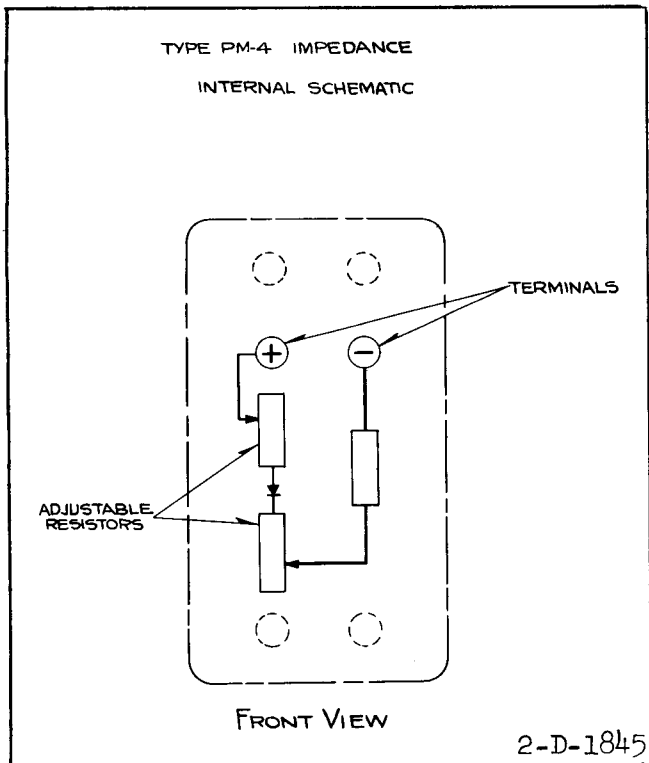 TYPE PM-4 IMPEDANCE
INTERNAL SCHEMATIC
TERMINALS
+ −
ADJUSTABLE
RESISTORS
FRONT VIEW
2-D-1845